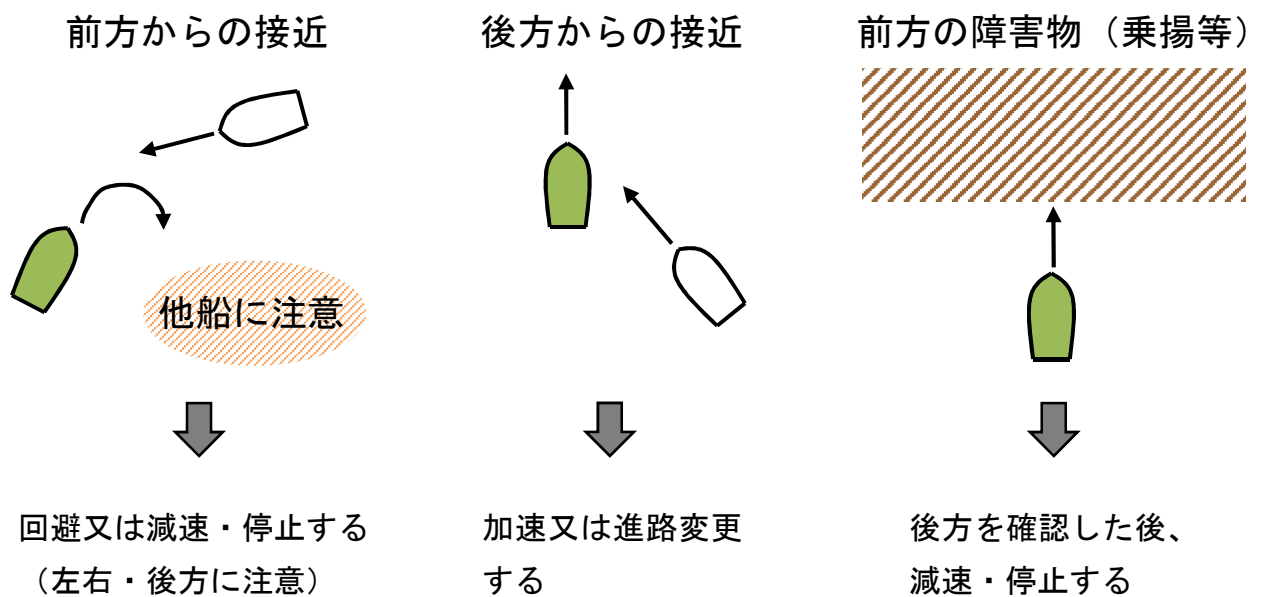 前方からの接近
後方からの接近
前方の障害物（乗揚等）
他船に注意
回避又は減速・停止する
（左右・後方に注意）
加速又は進路変更
する
後方を確認した後、
減速・停止する